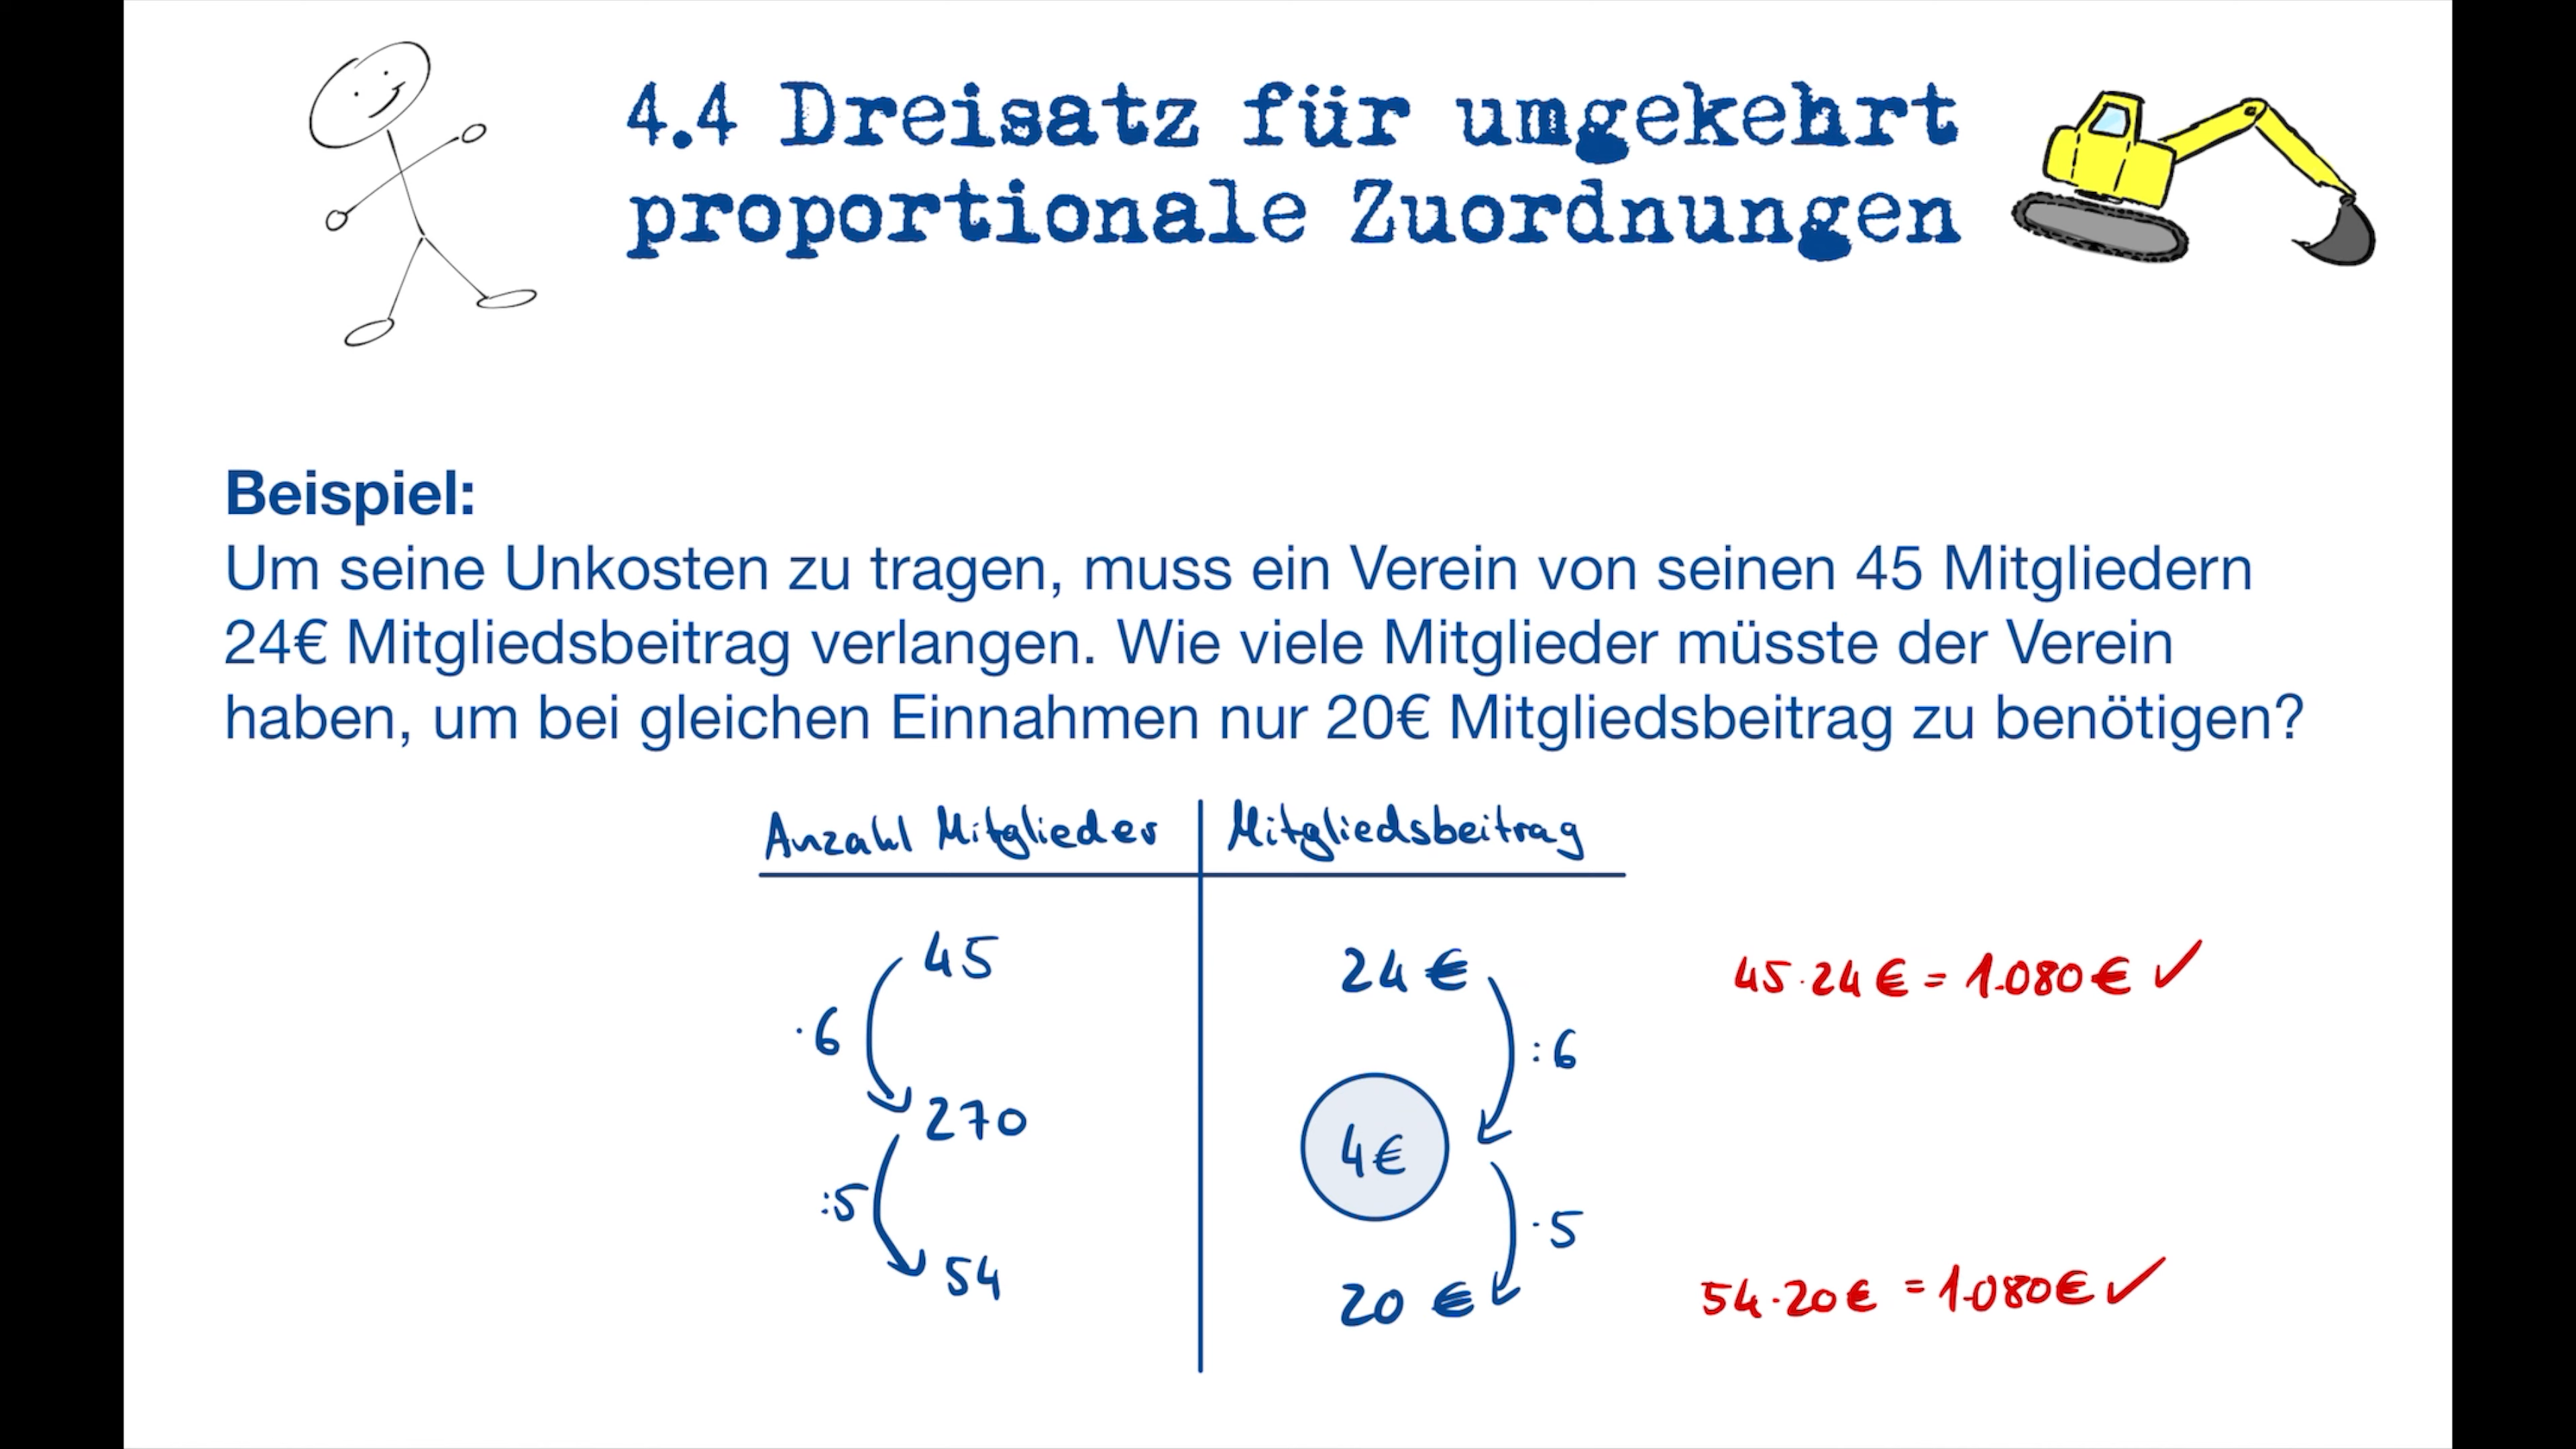 4.4 Dreisatz für umgekehrt
proportionale Zuordnungen
Beispiel:
Um seine Unkosten zu tragen, muss ein Verein von seinen 45 Mitgliedern
24€ Mitgliedsbeitrag verlangen. Wie viele Mitglieder müsste der Verein
haben, um bei gleichen Einnahmen nur 20€ Mitgliedsbeitrag zu benötigen?
Anzahl Mitglieder Mitgliedsbeitrag
45 24 € 45·24 € = 1.080 € ✓
·6 :6
270 4€
:5 ·5
54 20 € 54·20€ = 1.080€ ✓